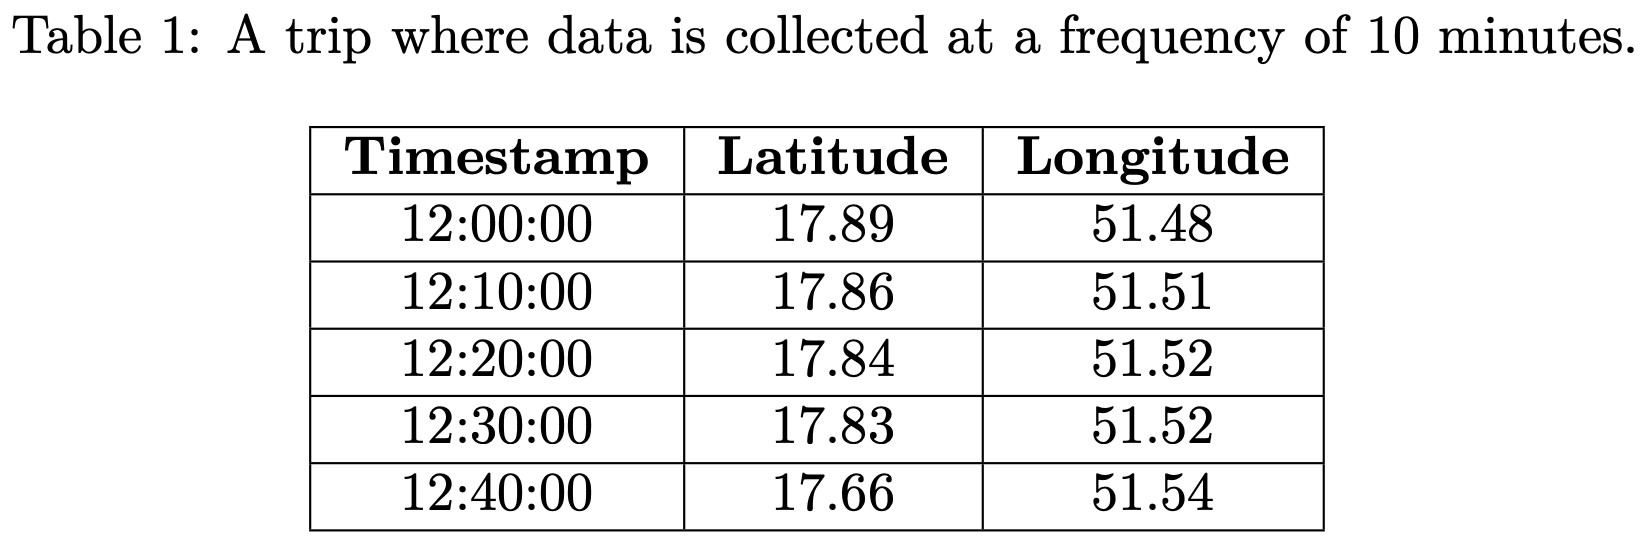 Table 1: A trip where data is collected at a frequency of 10 minutes.
Timestamp Latitude Longitude
12:00:00 17.89 51.48
12:10:00 17.86 51.51
12:20:00 17.84 51.52
12:30:00 17.83 51.52
12:40:00 17.66 51.54